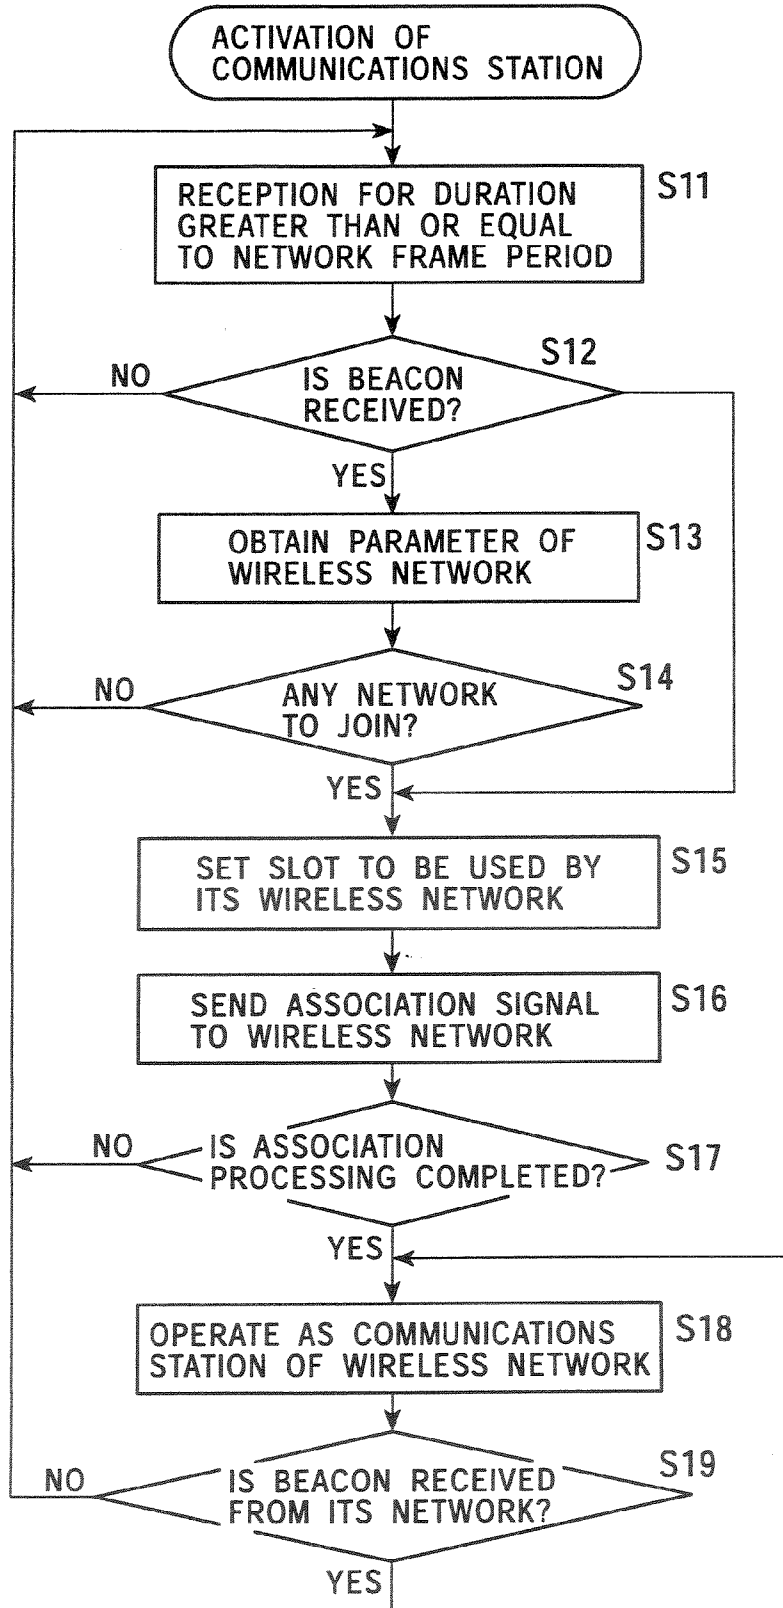 ACTIVATION OF
COMMUNICATIONS STATION
S11
RECEPTION FOR DURATION
GREATER THAN OR EQUAL
TO NETWORK FRAME PERIOD
S12
NO
IS BEACON
RECEIVED?
YES
S13
OBTAIN PARAMETER OF
WIRELESS NETWORK
S14
NO
ANY NETWORK
TO JOIN?
YES
S15
SET SLOT TO BE USED BY
ITS WIRELESS NETWORK
S16
SEND ASSOCIATION SIGNAL
TO WIRELESS NETWORK
NO
IS ASSOCIATION
PROCESSING COMPLETED?
S17
YES
S18
OPERATE AS COMMUNICATIONS
STATION OF WIRELESS NETWORK
S19
NO
IS BEACON RECEIVED
FROM ITS NETWORK?
YES